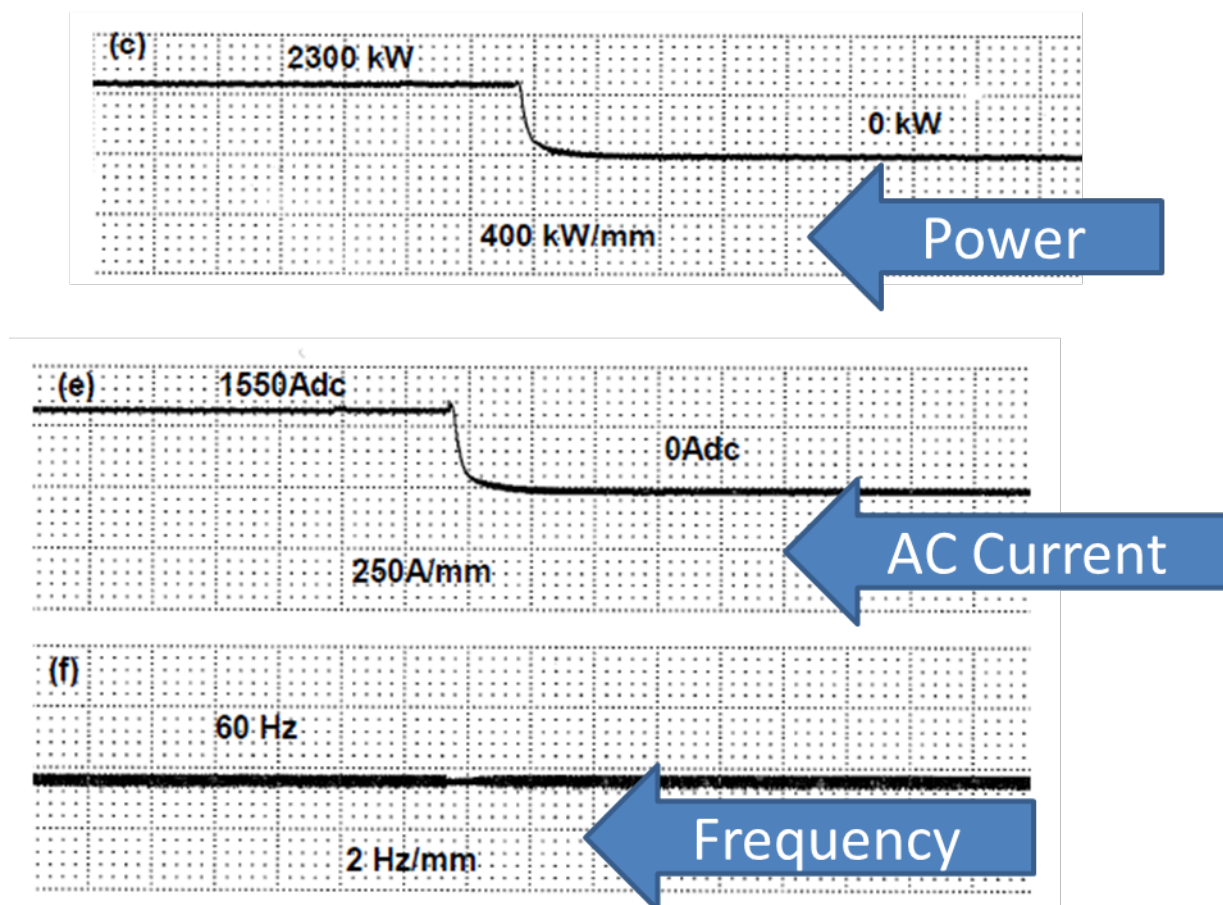 (c)
2300 kW
0 kW
400 kW/mm
Power
(e)
1550Adc
0Adc
250A/mm
AC Current
(f)
60 Hz
2 Hz/mm
Frequency